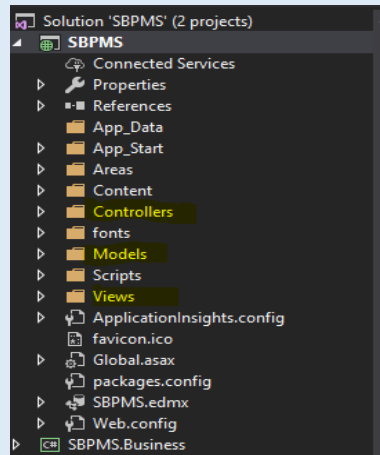 Solution 'SBPMS' (2 projects)
SBPMS
Connected Services
Properties
References
App_Data
App_Start
Areas
Content
Controllers
fonts
Models
Scripts
Views
ApplicationInsights.config
favicon.ico
Global.asax
packages.config
SBPMS.edmx
Web.config
C# SBPMS.Business